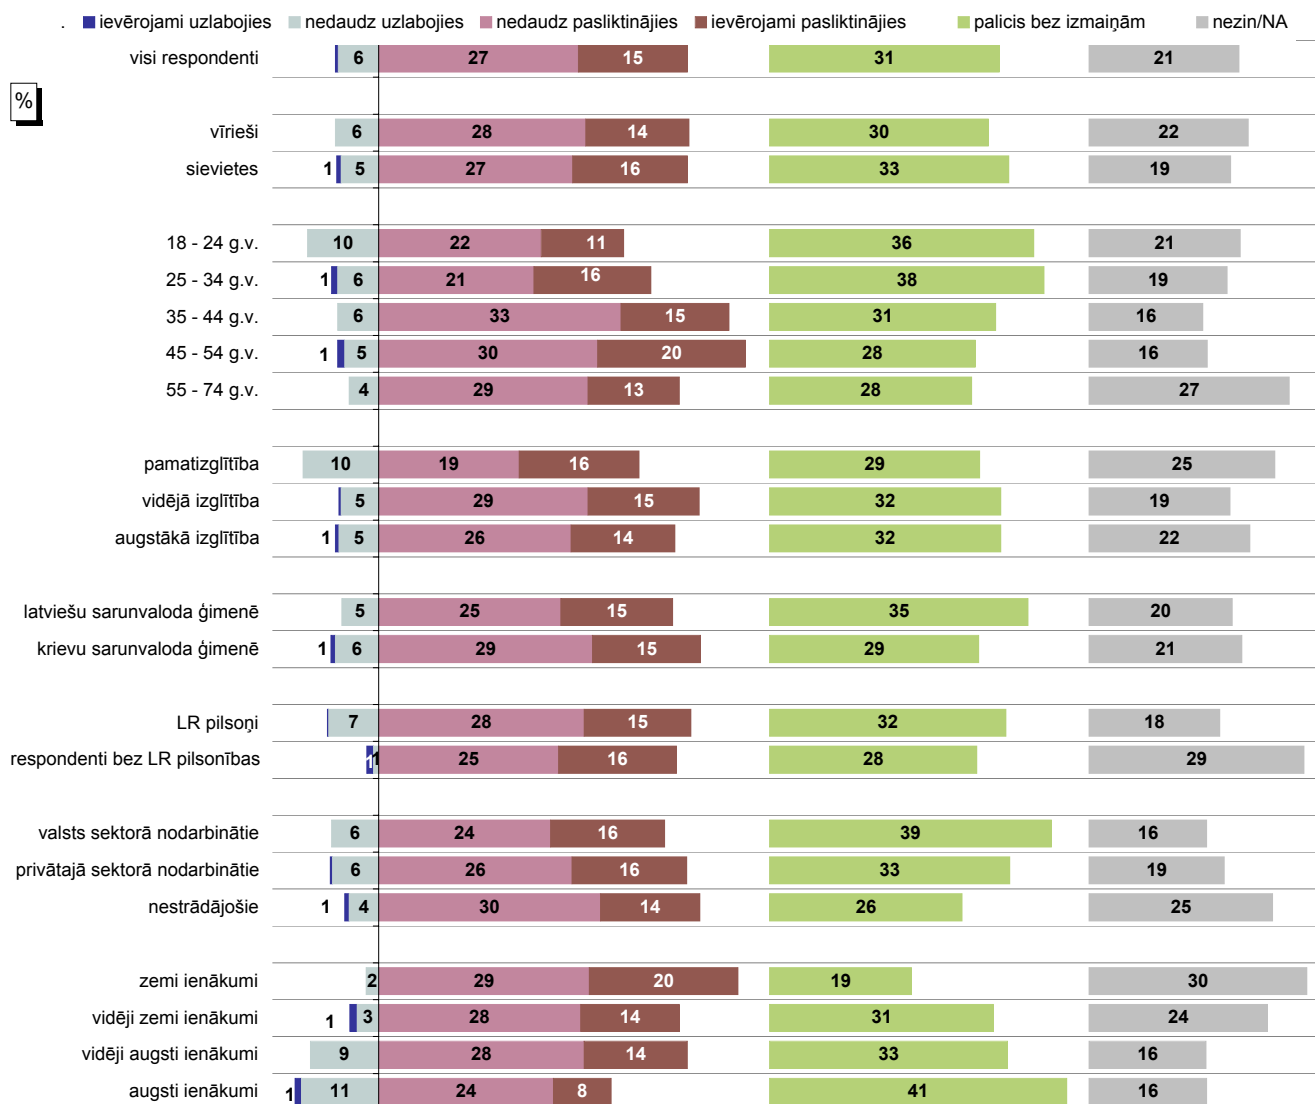 . ievērojami uzlabojies nedaudz uzlabojies nedaudz pasliktinājies ievērojami pasliktinājies palicis bez izmaiņām nezin/NA
visi respondenti 6 27 15 31 21
%
vīrieši 6 28 14 30 22
sievietes 1 5 27 16 33 19
18 - 24 g.v. 10 22 11 36 21
25 - 34 g.v. 1 6 21 16 38 19
35 - 44 g.v. 6 33 15 31 16
45 - 54 g.v. 1 5 30 20 28 16
55 - 74 g.v. 4 29 13 28 27
pamatizglītība 10 19 16 29 25
vidējā izglītība 5 29 15 32 19
augstākā izglītība 1 5 26 14 32 22
latviešu sarunvaloda ģimenē 5 25 15 35 20
krievu sarunvaloda ģimenē 1 6 29 15 29 21
LR pilsoņi 7 28 15 32 18
respondenti bez LR pilsonības 1 1 25 16 28 29
valsts sektorā nodarbinātie 6 24 16 39 16
privātajā sektorā nodarbinātie 6 26 16 33 19
nestrādājošie 1 4 30 14 26 25
zemi ienākumi 2 29 20 19 30
vidēji zemi ienākumi 1 3 28 14 31 24
vidēji augsti ienākumi 9 28 14 33 16
augsti ienākumi 1 11 24 8 41 16